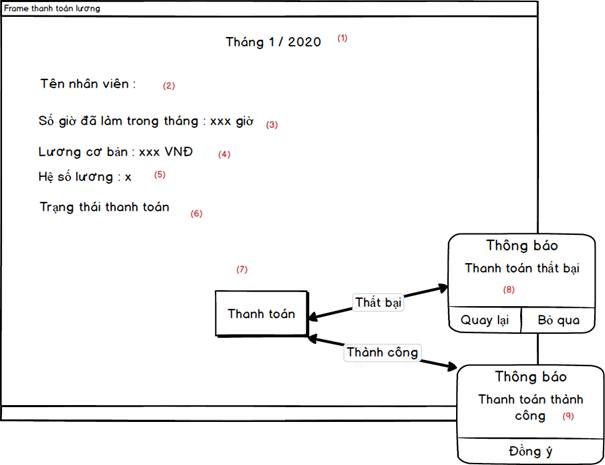 Frame thanh toán lương
Tháng 1 / 2020 (1)
Tên nhân viên : (2)
Số giờ đã làm trong tháng : xxx giờ (3)
Lương cơ bản : xxx VNĐ (4)
Hệ số lương : x (5)
Trạng thái thanh toán (6)
(7)
Thanh toán
Thất bại
Thành công
Thông báo
Thanh toán thất bại
(8)
Quay lại Bỏ qua
Thông báo
Thanh toán thành
công (9)
Đồng ý